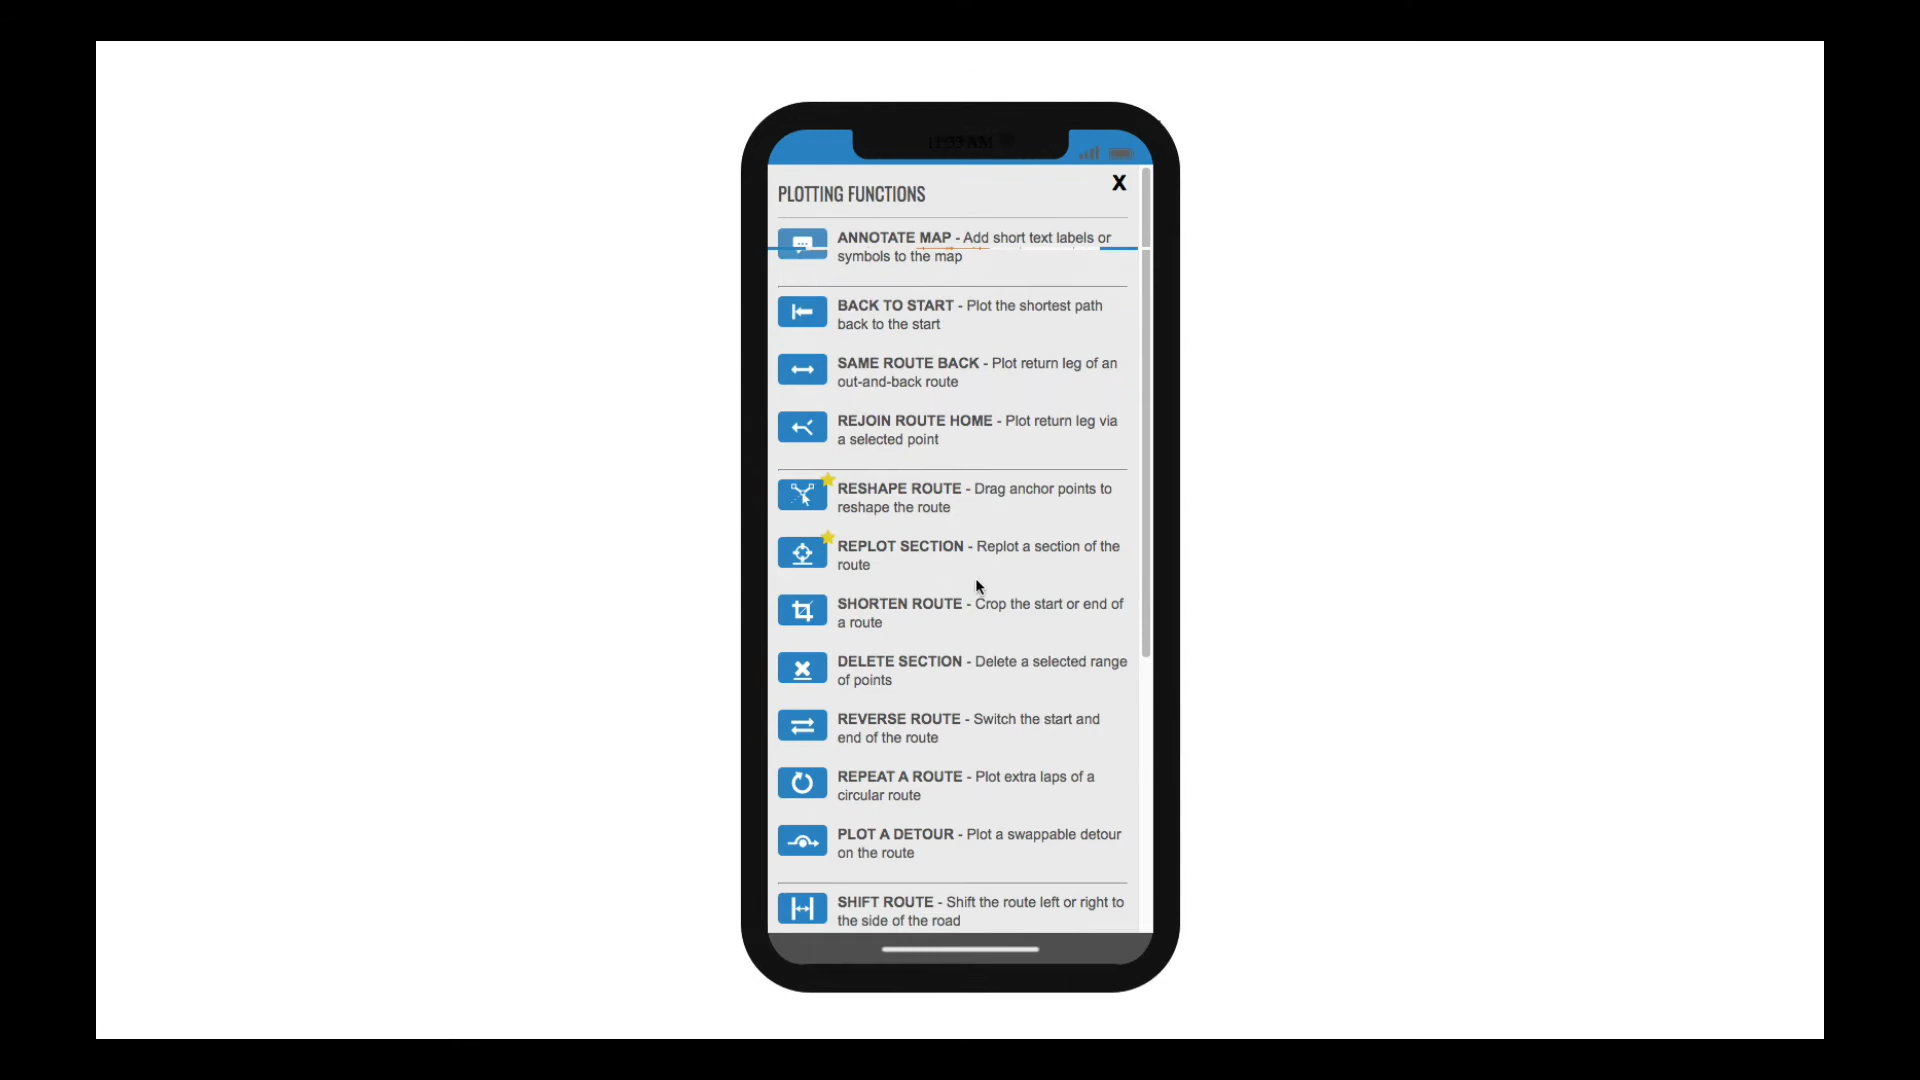 11:33 AM
PLOTTING FUNCTIONS
X
ANNOTATE MAP - Add short text labels or
symbols to the map
BACK TO START - Plot the shortest path
back to the start
SAME ROUTE BACK - Plot return leg of an
out-and-back route
REJOIN ROUTE HOME - Plot return leg via
a selected point
RESHAPE ROUTE - Drag anchor points to
reshape the route
REPLOT SECTION - Replot a section of the
route
SHORTEN ROUTE - Crop the start or end of
a route
DELETE SECTION - Delete a selected range
of points
REVERSE ROUTE - Switch the start and
end of the route
REPEAT A ROUTE - Plot extra laps of a
circular route
PLOT A DETOUR - Plot a swappable detour
on the route
SHIFT ROUTE - Shift the route left or right to
the side of the road